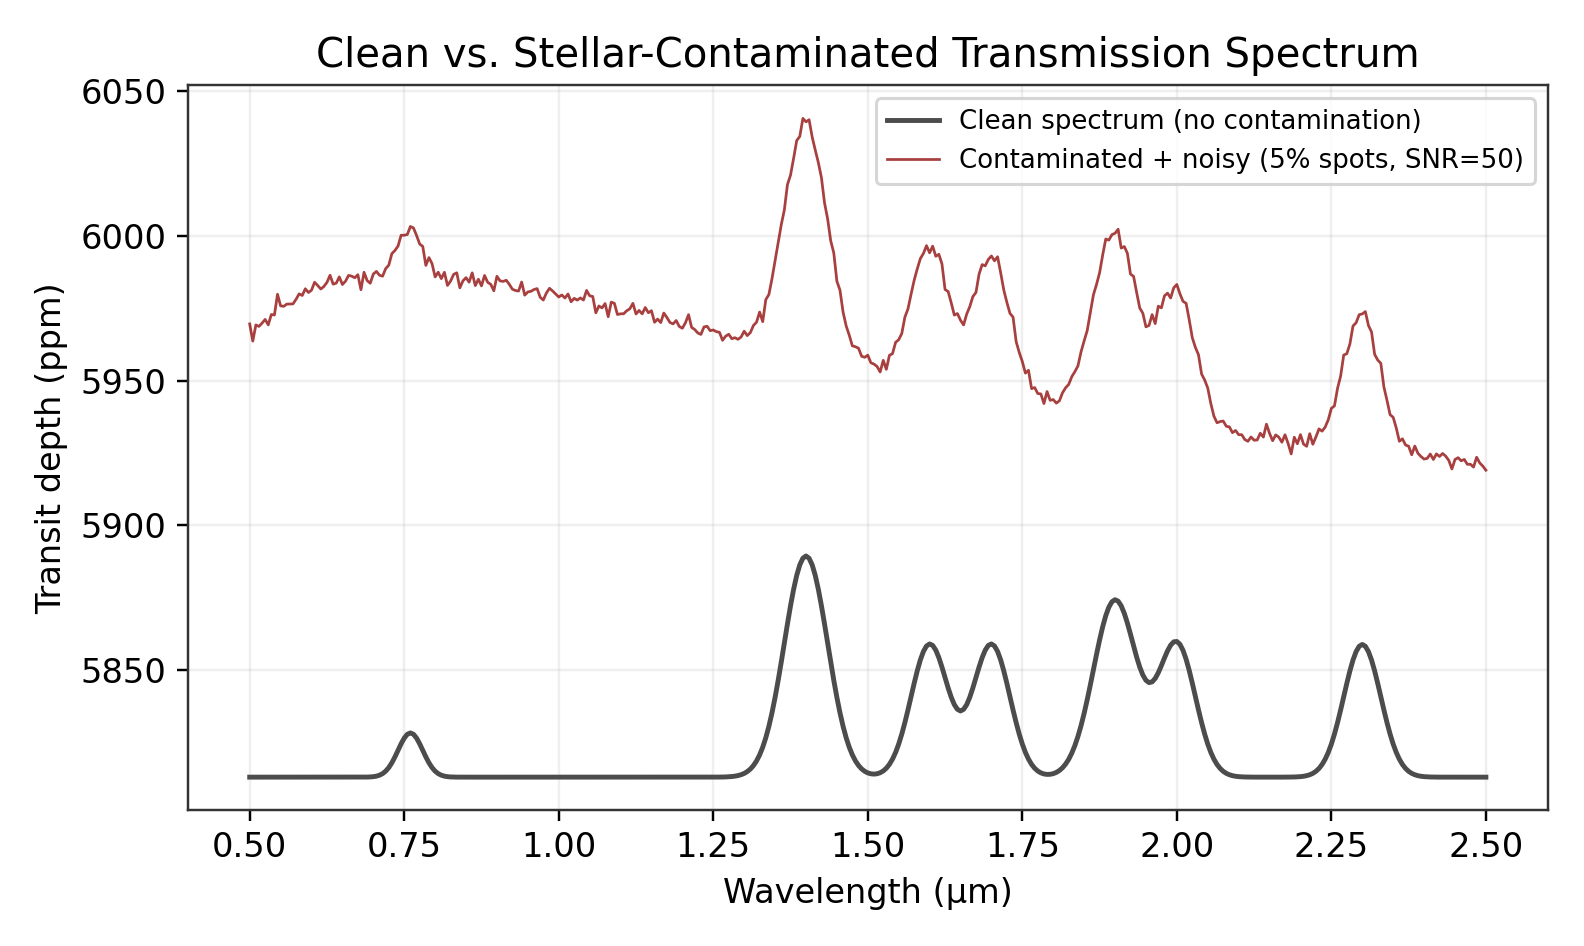 Clean vs. Stellar-Contaminated Transmission Spectrum
Clean spectrum (no contamination)
Contaminated + noisy (5% spots, SNR=50)
Transit depth (ppm)
6050
6000
5950
5900
5850
0.50 0.75 1.00 1.25 1.50 1.75 2.00 2.25 2.50
Wavelength (μm)